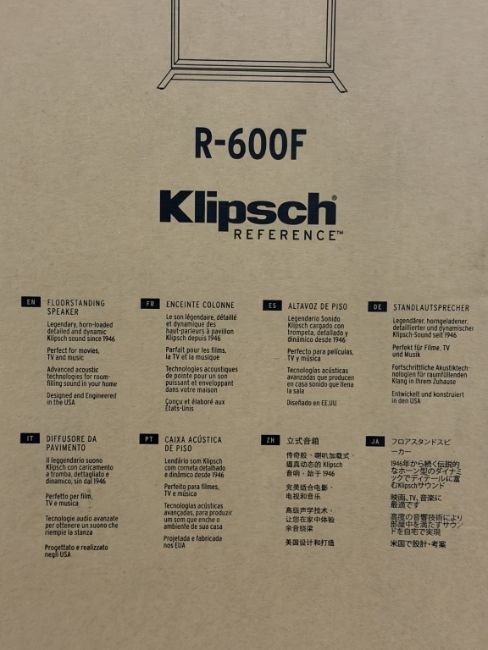 R-600F
Klipsch®
REFERENCE™
EN
FLOORSTANDING
SPEAKER
Legendary, horn-loaded
detailed and dynamic
Klipsch sound since 1946
Perfect for movies,
TV and music
Advanced acoustic
technologies for room-
filling sound in your home
Designed and Engineered
in the USA
FR
ENCEINTE COLONNE
Le son légendaire, détaillé
et dynamique des
haut-parleurs à pavillon
Klipsch depuis 1946
Parfait pour les films,
la TV et la musique
Technologies acoustiques
de pointe pour un son
puissant et enveloppant
dans votre maison
Conçu et élaboré aux
États-Unis
ES
ALTAVOZ DE PISO
Legendario Sonido
Klipsch cargado con
trompeta, detallado y
dinámico desde 1946
Perfecto para películas,
TV y música
Tecnologías acústicas
avanzadas que producen
en casa sonido que llena
la sala
Diseñado en EE.UU.
DE
STANDLAUTSPRECHER
Legendärer, horngeladener,
detaillierter und dynamischer
Klipsch-Sound seit 1946
Perfekt für Filme, TV
und Musik
Fortschrittliche Akustiktech-
nologien für raumfüllenden
Klang in Ihrem Zuhause
Entwickelt und konstruiert
in den USA
IT
DIFFUSORE DA
PAVIMENTO
Il leggendario suono
Klipsch con caricamento
a tromba, dettagliato e
dinamico, sin dal 1946
Perfetto per film,
TV e musica
Tecnologie audio avanzate
per ottenere un suono che
riempie la stanza
Progettato e realizzato
negli USA
PT
CAIXA ACÚSTICA
DE PISO
Lendário som Klipsch
com corneta detalhado
e dinâmico desde 1946
Perfeito para filmes,
TV e música
Tecnologias acústicas
avançadas, para produzir
um som que enche o
ambiente de sua casa
Projetada e fabricada
nos EUA
ZH
立式音箱
传奇般、喇叭加载式、
逼真动态的 Klipsch
音响，始于 1946
完美适合电影、
电视和音乐
高级声学技术，
让您在家中体验
余音绕梁
美国设计和打造
JA
フロアスタンドスピ
ーカー
1946年から続く伝説的
なホーン型のダイナミ
ックでディテールに富
むKlipschサウンド
映画、TV、音楽に
最適です
高度の音響技術により
部屋中を満たすサウン
ドを自宅で実現
米国で設計・考案